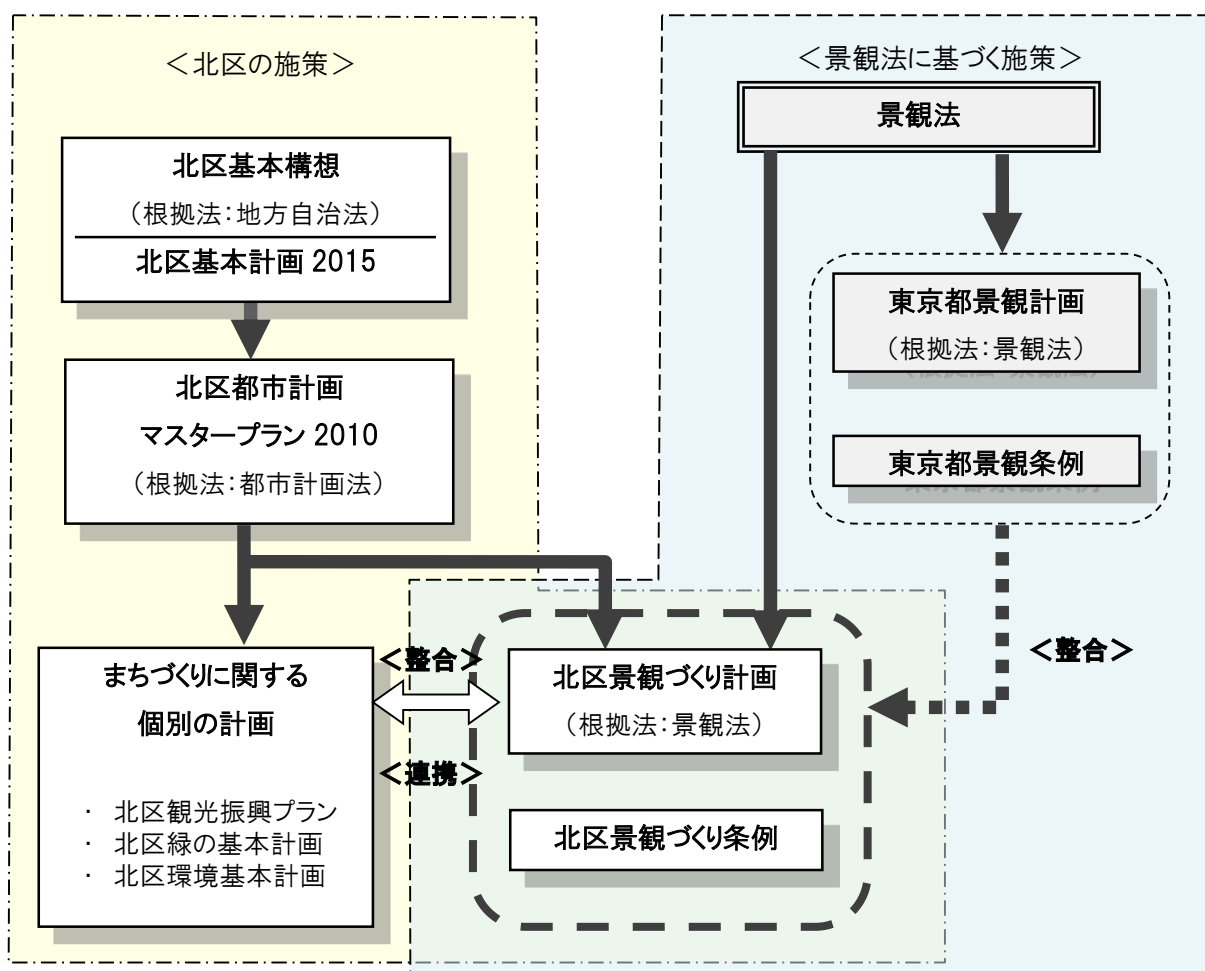 ＜北区の施策＞
北区基本構想
（根拠法：地方自治法）
北区基本計画 2015
北区都市計画
マスタープラン 2010
（根拠法：都市計画法）
まちづくりに関する
個別の計画
・ 北区観光振興プラン
・ 北区緑の基本計画
・ 北区環境基本計画
＜整合＞
＜連携＞
＜景観法に基づく施策＞
景観法
東京都景観計画
（根拠法：景観法）
東京都景観条例
＜整合＞
北区景観づくり計画
（根拠法：景観法）
北区景観づくり条例